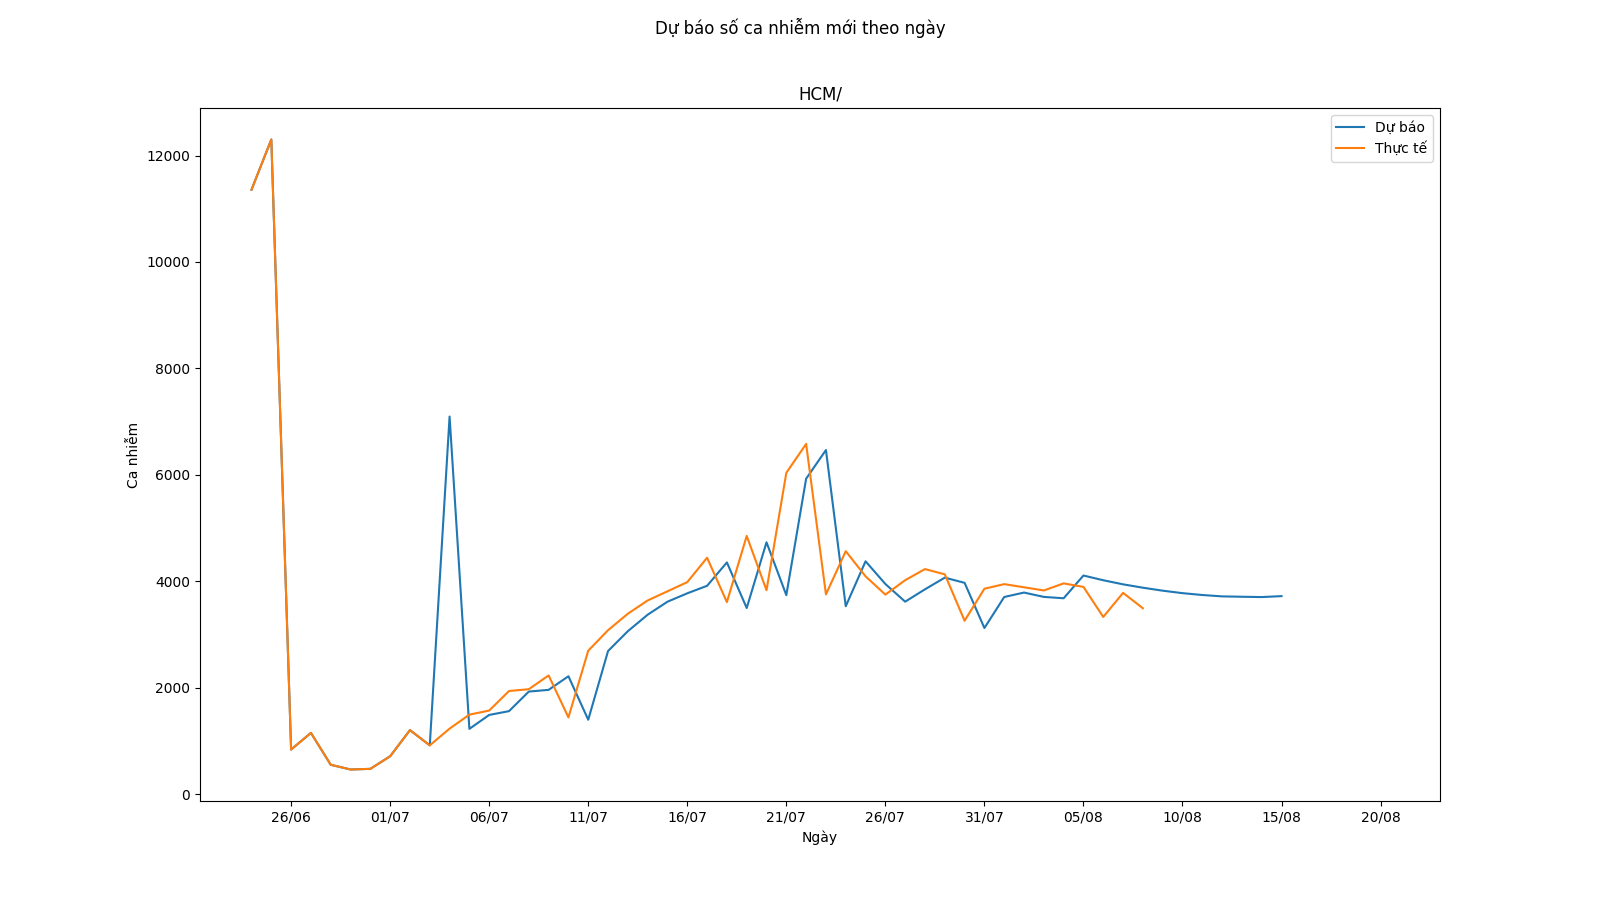 Dự báo số ca nhiễm mới theo ngày
HCM/
Dự báo
Thực tế
12000
10000
8000
6000
4000
2000
0
Ca nhiễm
26/06 01/07 06/07 11/07 16/07 21/07 26/07 31/07 05/08 10/08 15/08 20/08
Ngày